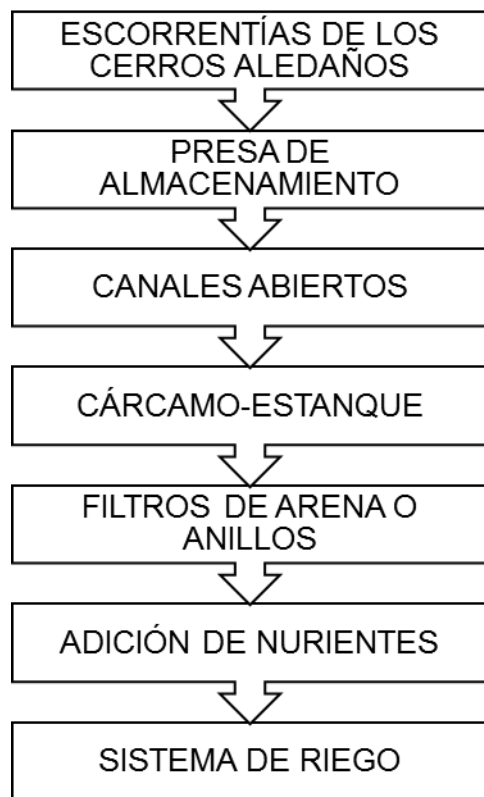 ESCORRENTÍAS DE LOS
CERROS ALEDAÑOS
PRESA DE
ALMACENAMIENTO
CANALES ABIERTOS
CÁRCAMO-ESTANQUE
FILTROS DE ARENA O
ANILLOS
ADICIÓN DE NURIENTES
SISTEMA DE RIEGO